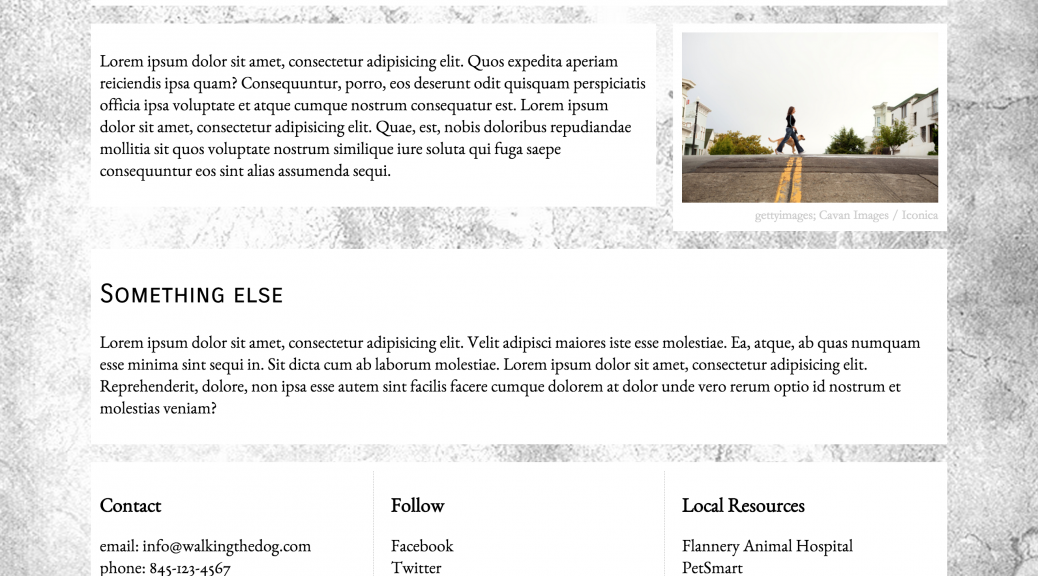 Lorem ipsum dolor sit amet, consectetur adipisicing elit. Quos expedita aperiam
reiciendis ipsa quam? Consequuntur, porro, eos deserunt odit quisquam perspiciatis
officia ipsa voluptate et atque cumque nostrum consequatur est. Lorem ipsum
dolor sit amet, consectetur adipisicing elit. Quae, est, nobis doloribus repudiandae
mollitia sit quos voluptate nostrum similique iure soluta qui fuga saepe
consequuntur eos sint alias assumenda sequi.
gettyimages; Cavan Images / Iconica
Something else
Lorem ipsum dolor sit amet, consectetur adipisicing elit. Velit adipisci maiores iste esse molestiae. Ea, atque, ab quas numquam
esse minima sint sequi in. Sit dicta cum ab laborum molestiae. Lorem ipsum dolor sit amet, consectetur adipisicing elit.
Reprehenderit, dolore, non ipsa esse autem sint facilis facere cumque dolorem at dolor unde vero rerum optio id nostrum et
molestias veniam?
Contact
email: info@walkingthedog.com
phone: 845-123-4567
Follow
Facebook
Twitter
Local Resources
Flannery Animal Hospital
PetSmart